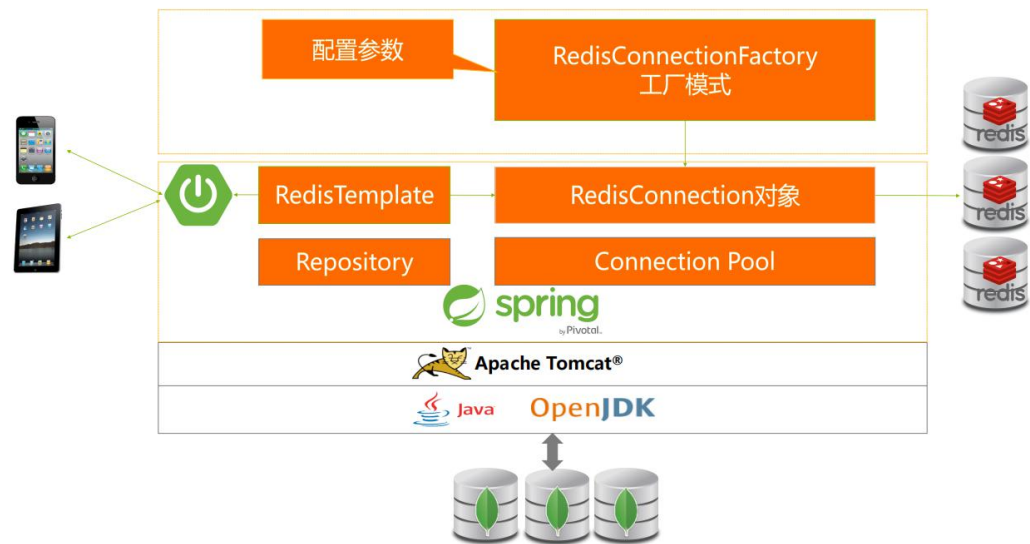 配置参数
RedisConnectionFactory
工厂模式
redis
RedisTemplate
RedisConnection对象
redis
Repository
Connection Pool
redis
spring
by Pivotal.
Apache Tomcat®
Java
OpenJDK